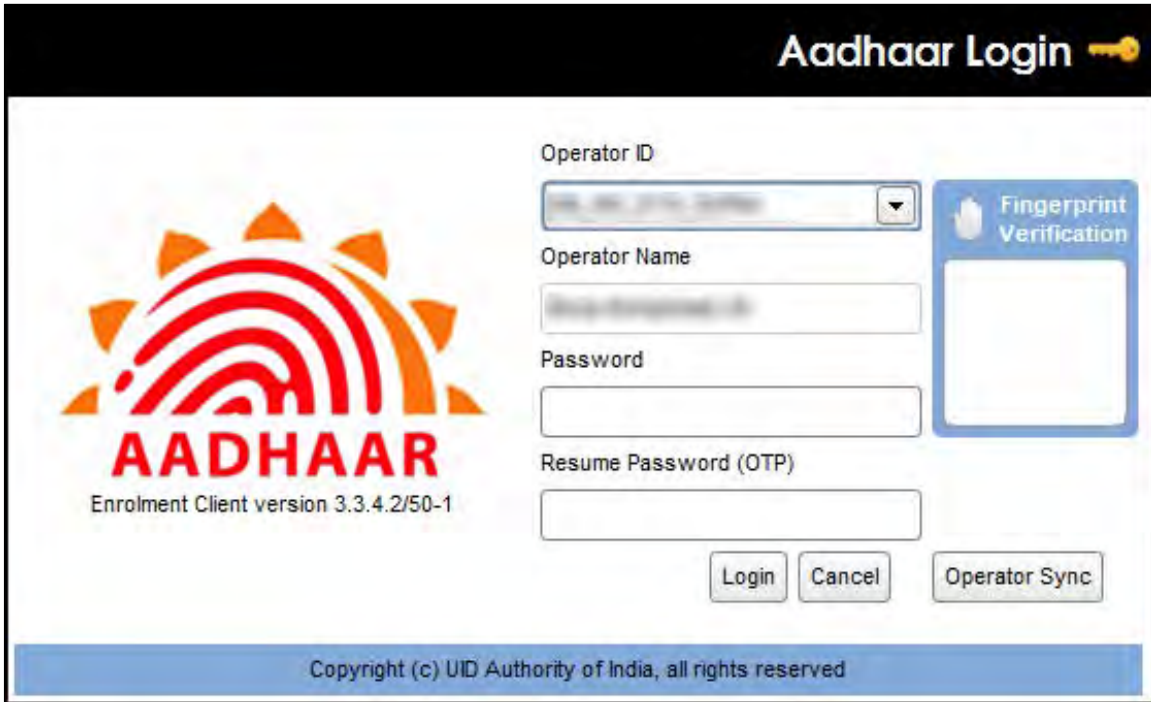 Aadhaar Login
Operator ID
Fingerprint
Verification
Operator Name
Password
AADHAAR
Resume Password (OTP)
Enrolment Client version 3.3.4.2/50-1
Login
Cancel
Operator Sync
Copyright (c) UID Authority of India, all rights reserved